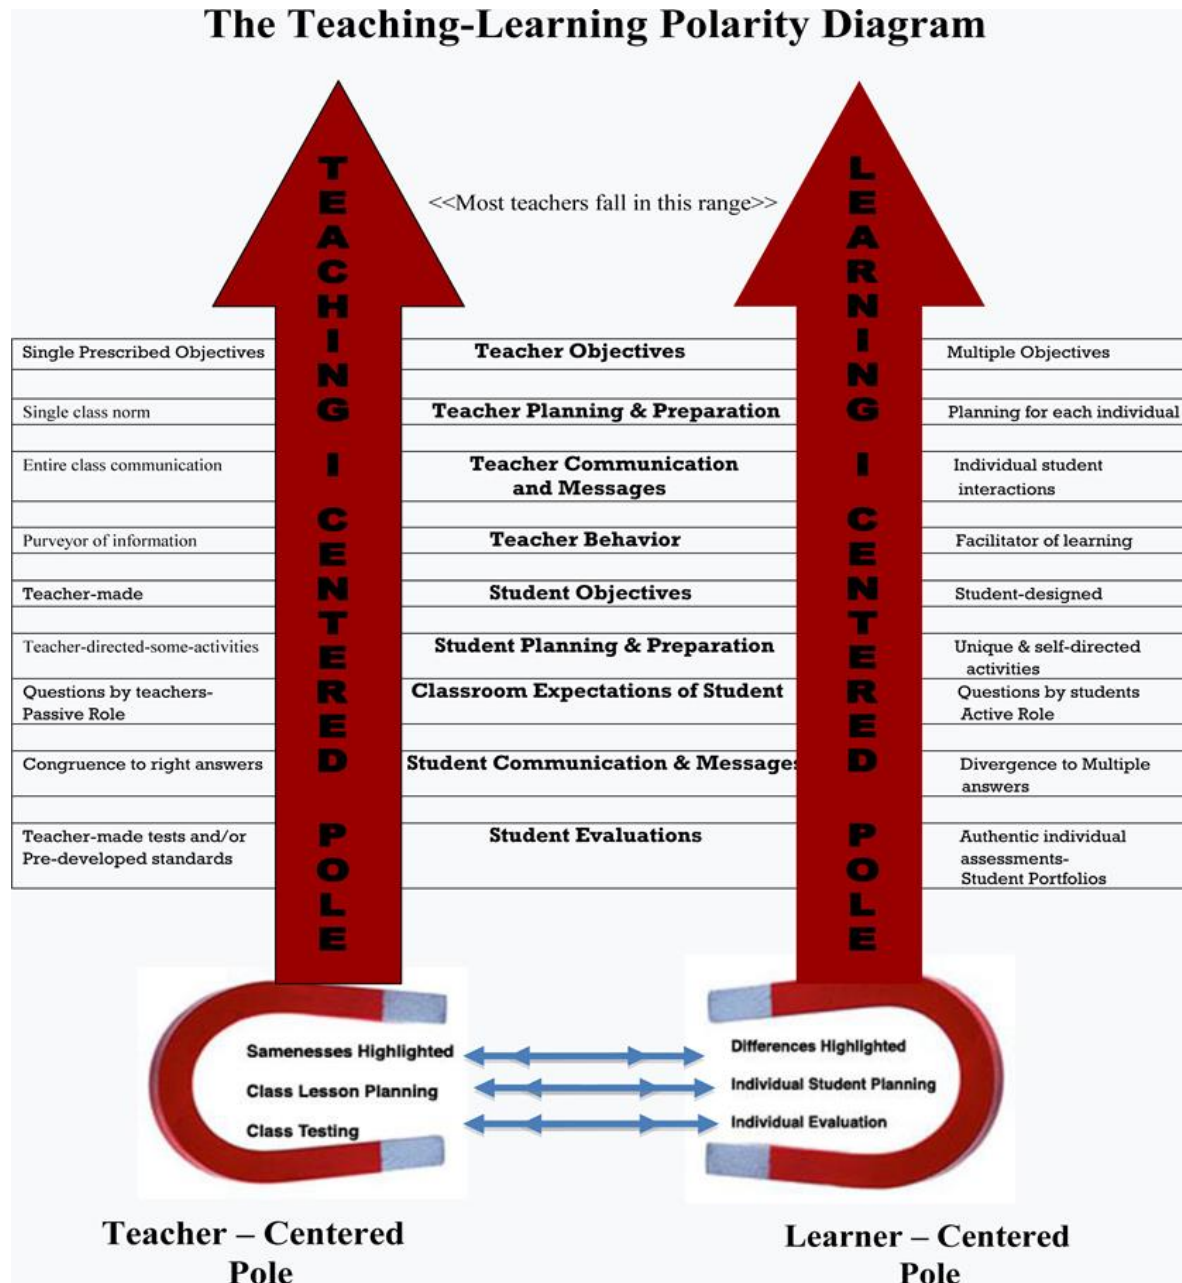 The Teaching-Learning Polarity Diagram
TEACHING I CENTERED POLE
LEARNING I CENTERED POLE
<<Most teachers fall in this range>>
Single Prescribed Objectives
Teacher Objectives
Multiple Objectives
Single class norm
Teacher Planning & Preparation
Planning for each individual
Entire class communication
Teacher Communication
and Messages
Individual student
interactions
Purveyor of information
Teacher Behavior
Facilitator of learning
Teacher-made
Student Objectives
Student-designed
Teacher-directed-some-activities
Student Planning & Preparation
Unique & self-directed
activities
Questions by teachers-
Passive Role
Classroom Expectations of Student
Questions by students
Active Role
Congruence to right answers
Student Communication & Messages
Divergence to Multiple
answers
Teacher-made tests and/or
Pre-developed standards
Student Evaluations
Authentic individual
assessments-
Student Portfolios
Samenesses Highlighted
Class Lesson Planning
Class Testing
Differences Highlighted
Individual Student Planning
Individual Evaluation
Teacher – Centered
Pole
Learner – Centered
Pole